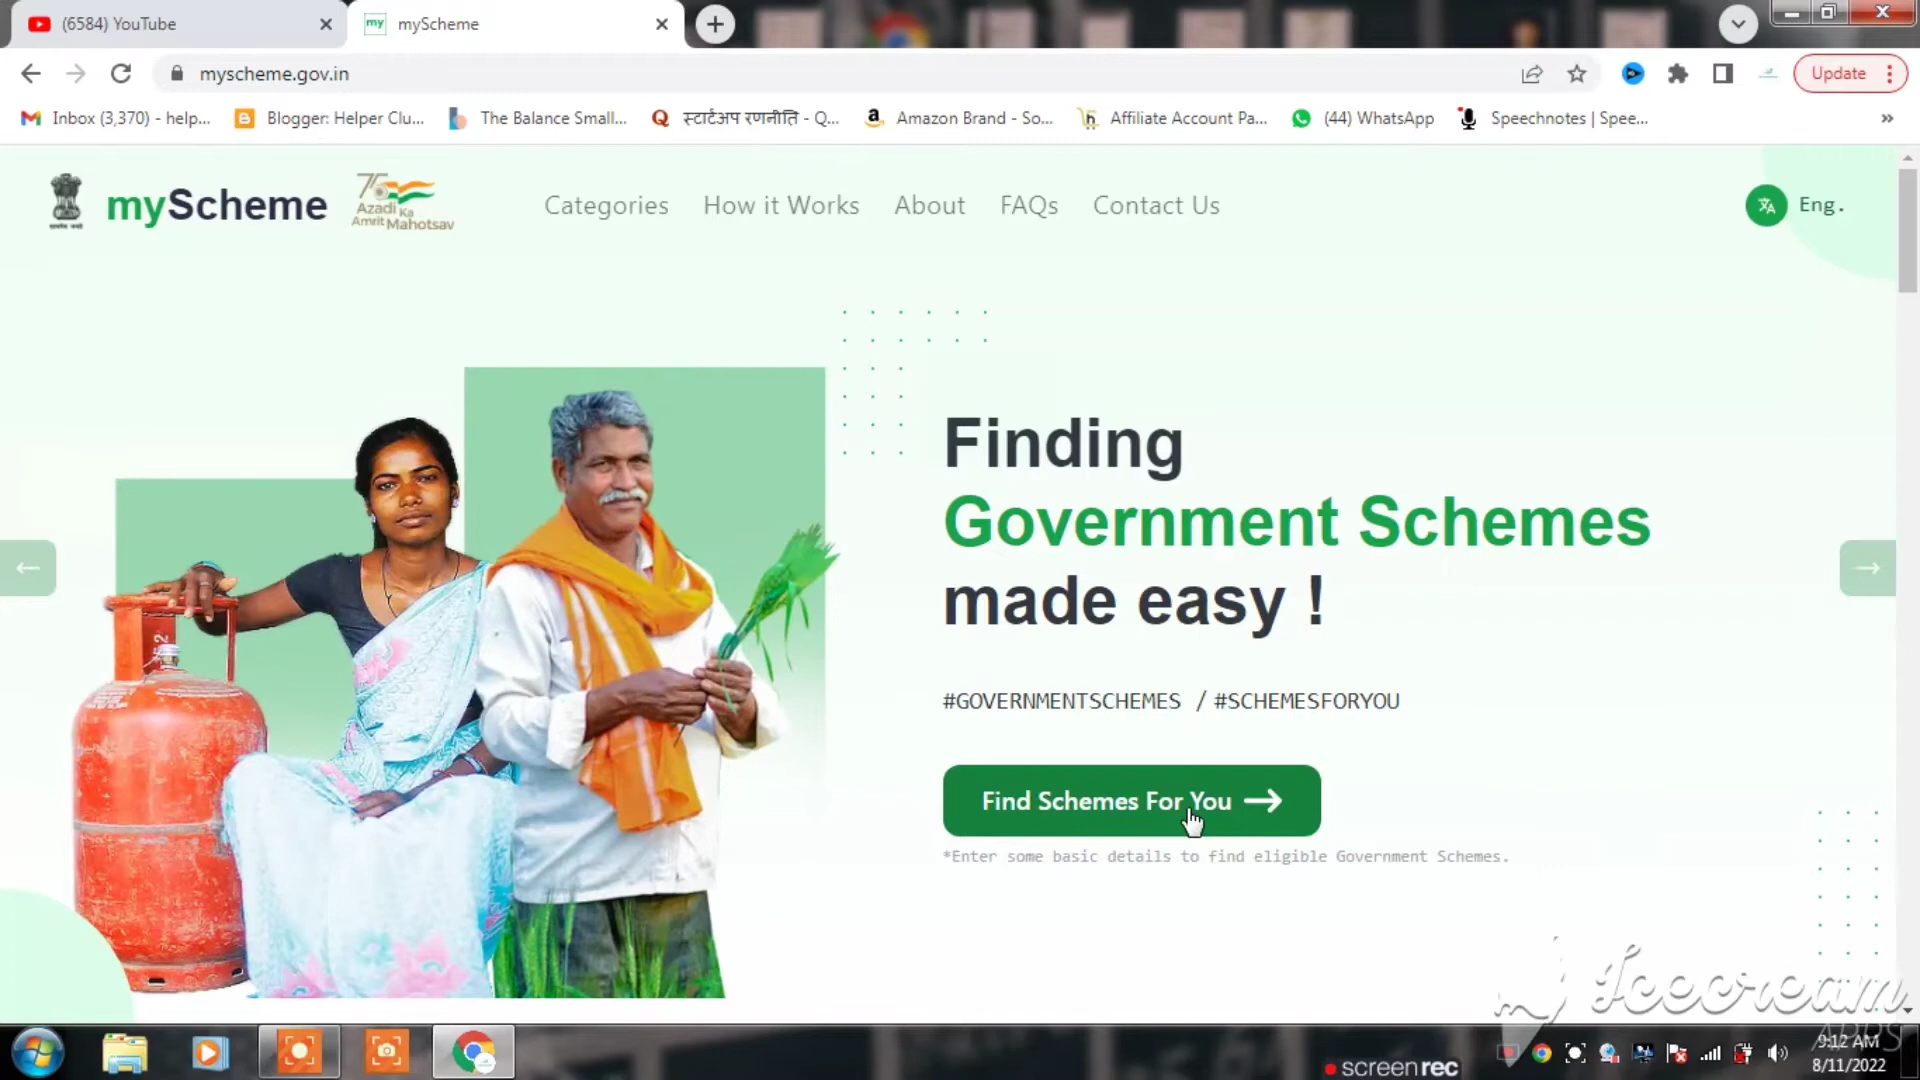 (6584) YouTube
myScheme
myscheme.gov.in
Update
Inbox (3,370) - help...
Blogger: Helper Clu...
The Balance Small...
स्टार्टअप रणनीति - Q...
Amazon Brand - So...
Affiliate Account Pa...
(44) WhatsApp
Speechnotes | Spee...
»
myScheme
75
Azadi Ka
Amrit Mahotsav
Categories
How it Works
About
FAQs
Contact Us
Eng.
Finding
Government Schemes
made easy !
#GOVERNMENTSCHEMES / #SCHEMESFORYOU
Find Schemes For You
*Enter some basic details to find eligible Government Schemes.
Icecream
APPS
screenrec
9:12 AM
8/11/2022